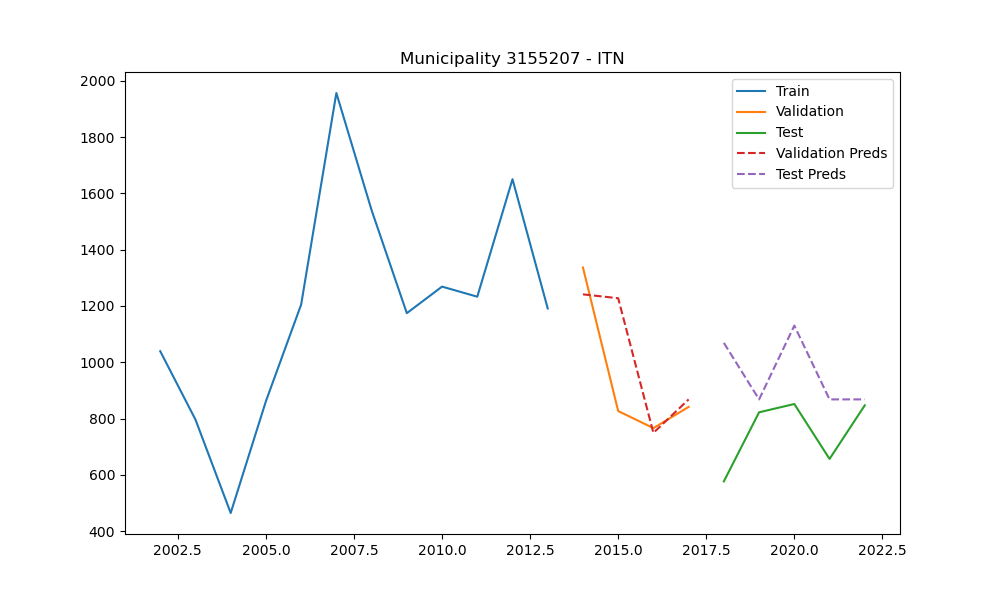 Municipality 3155207 - ITN
2000
1800
1600
1400
1200
1000
800
600
400
Train
Validation
Test
Validation Preds
Test Preds
2002.5 2005.0 2007.5 2010.0 2012.5 2015.0 2017.5 2020.0 2022.5